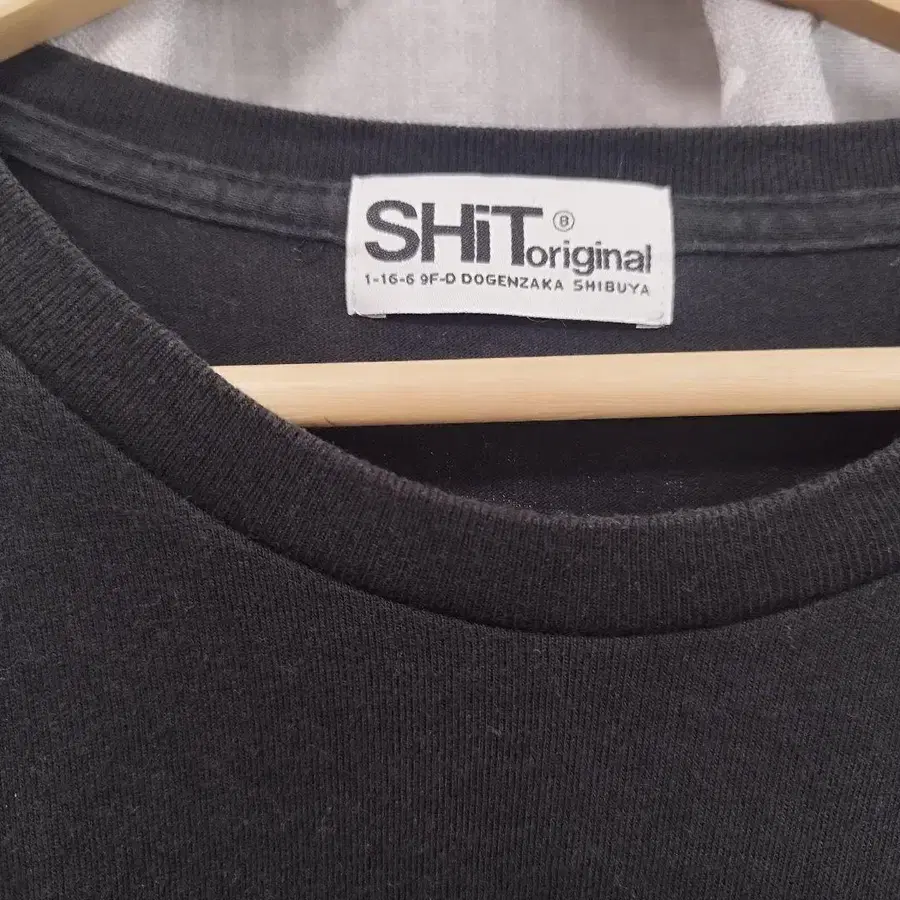 SHiT® original
1-16-6 9F-D DOGENZAKA SHIBUYA